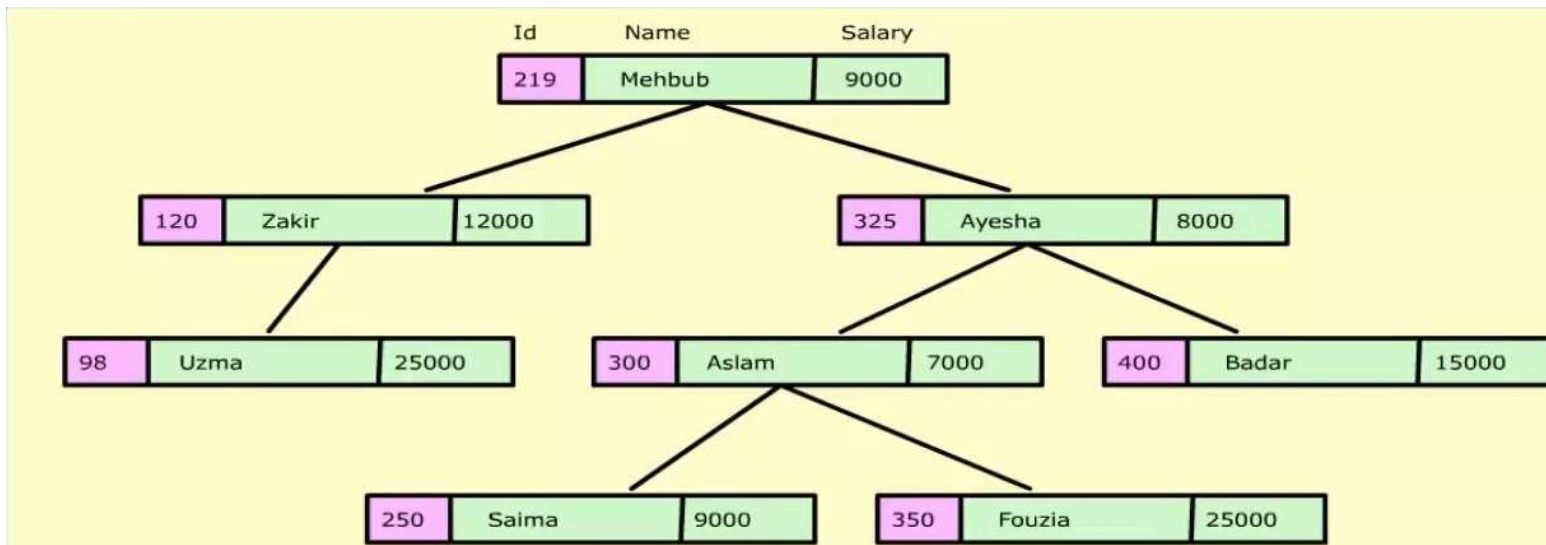 Id Name Salary
219 Mehbub 9000
120 Zakir 12000 325 Ayesha 8000
98 Uzma 25000 300 Aslam 7000 400 Badar 15000
250 Saima 9000 350 Fouzia 25000